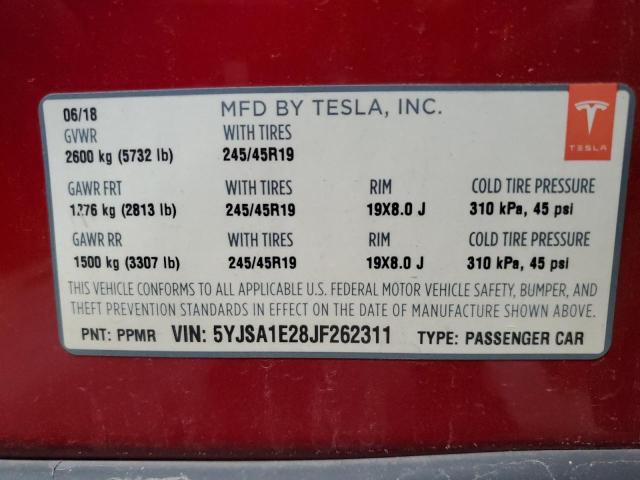 06/18 MFD BY TESLA, INC.
GVWR WITH TIRES
2600 kg (5732 lb) 245/45R19
TESLA
GAWR FRT WITH TIRES RIM COLD TIRE PRESSURE
1276 kg (2813 lb) 245/45R19 19X8.0 J 310 kPa, 45 psi
GAWR RR WITH TIRES RIM COLD TIRE PRESSURE
1500 kg (3307 lb) 245/45R19 19X8.0 J 310 kPa, 45 psi
THIS VEHICLE CONFORMS TO ALL APPLICABLE U.S. FEDERAL MOTOR VEHICLE SAFETY, BUMPER, AND
THEFT PREVENTION STANDARDS IN EFFECT ON THE DATE OF MANUFACTURE SHOWN ABOVE.
PNT: PPMR VIN: 5YJSA1E28JF262311 TYPE: PASSENGER CAR